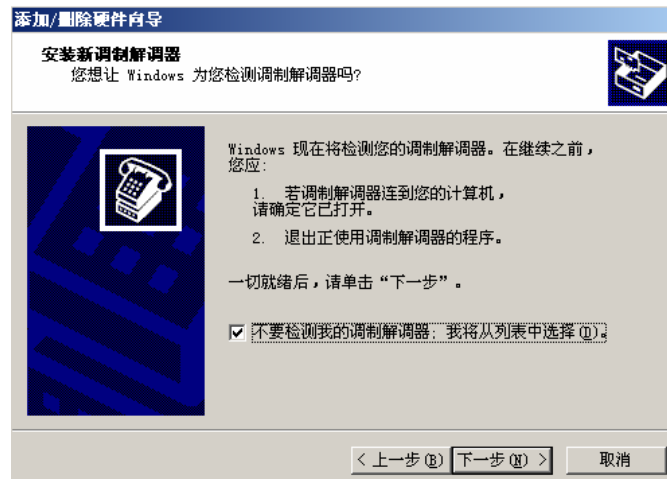 添加/删除硬件向导
安装新调制解调器
您想让 Windows 为您检测调制解调器吗?
Windows 现在将检测您的调制解调器。在继续之前，
您应:
1. 若调制解调器连到您的计算机，
请确定它已打开。
2. 退出正使用调制解调器的程序。
一切就绪后，请单击“下一步”。
不要检测我的调制解调器; 我将从列表中选择(D)。
< 上一步(B) 下一步(N) > 取消